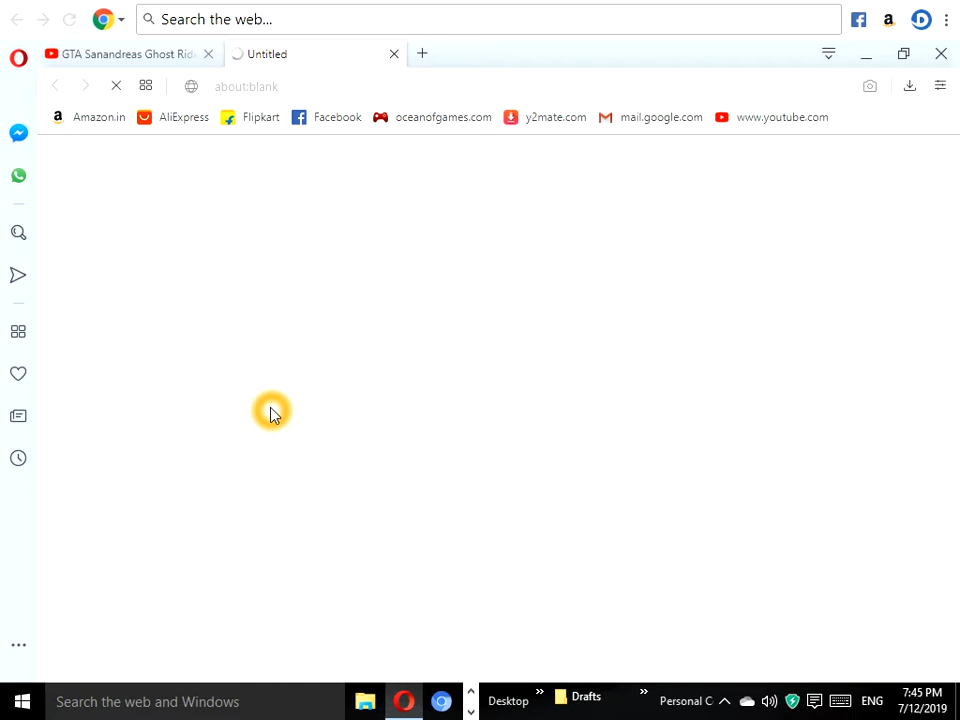 Search the web...
GTA Sanandreas Ghost Rid
Untitled
about:blank
Amazon.in
AliExpress
Flipkart
Facebook
oceanofgames.com
y2mate.com
mail.google.com
www.youtube.com
Search the web and Windows
Desktop
Drafts
Personal C
ENG
7:45 PM
7/12/2019